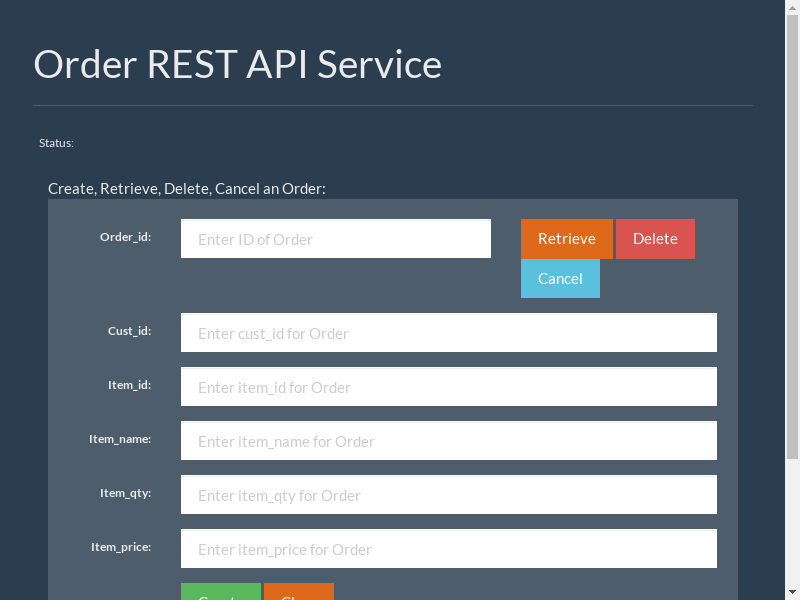 Order REST API Service
Status:
Create, Retrieve, Delete, Cancel an Order:
Order_id: Enter ID of Order Retrieve Delete
Cancel
Cust_id: Enter cust_id for Order
Item_id: Enter item_id for Order
Item_name: Enter item_name for Order
Item_qty: Enter item_qty for Order
Item_price: Enter item_price for Order